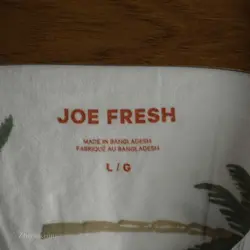 JOE FRESH
MADE IN BANGLADESH
FABRIQUÉ AU BANGLADESH
L / G